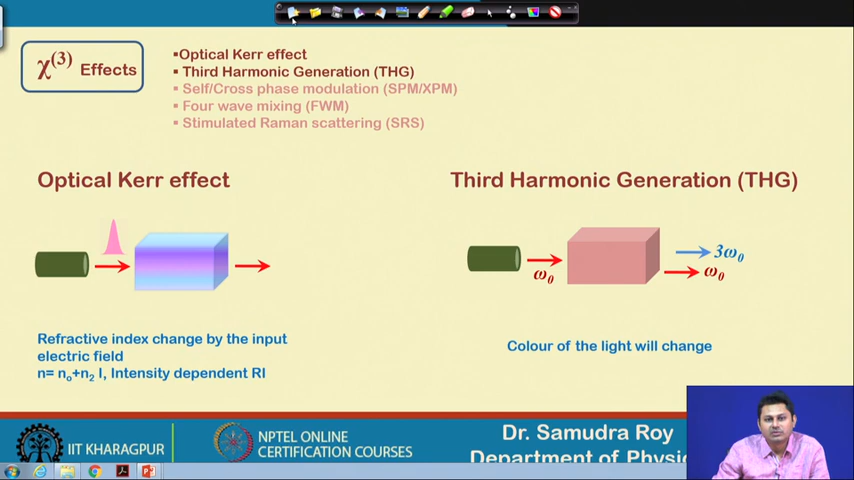 χ(3) Effects
▪Optical Kerr effect
▪ Third Harmonic Generation (THG)
▪ Self/Cross phase modulation (SPM/XPM)
▪ Four wave mixing (FWM)
▪ Stimulated Raman scattering (SRS)
Optical Kerr effect
Third Harmonic Generation (THG)
ω0
3ω0
ω0
Refractive index change by the input
electric field
n= no+n2 I, Intensity dependent RI
Colour of the light will change
IIT KHARAGPUR
NPTEL ONLINE
CERTIFICATION COURSES
Dr. Samudra Roy
Department of Physi